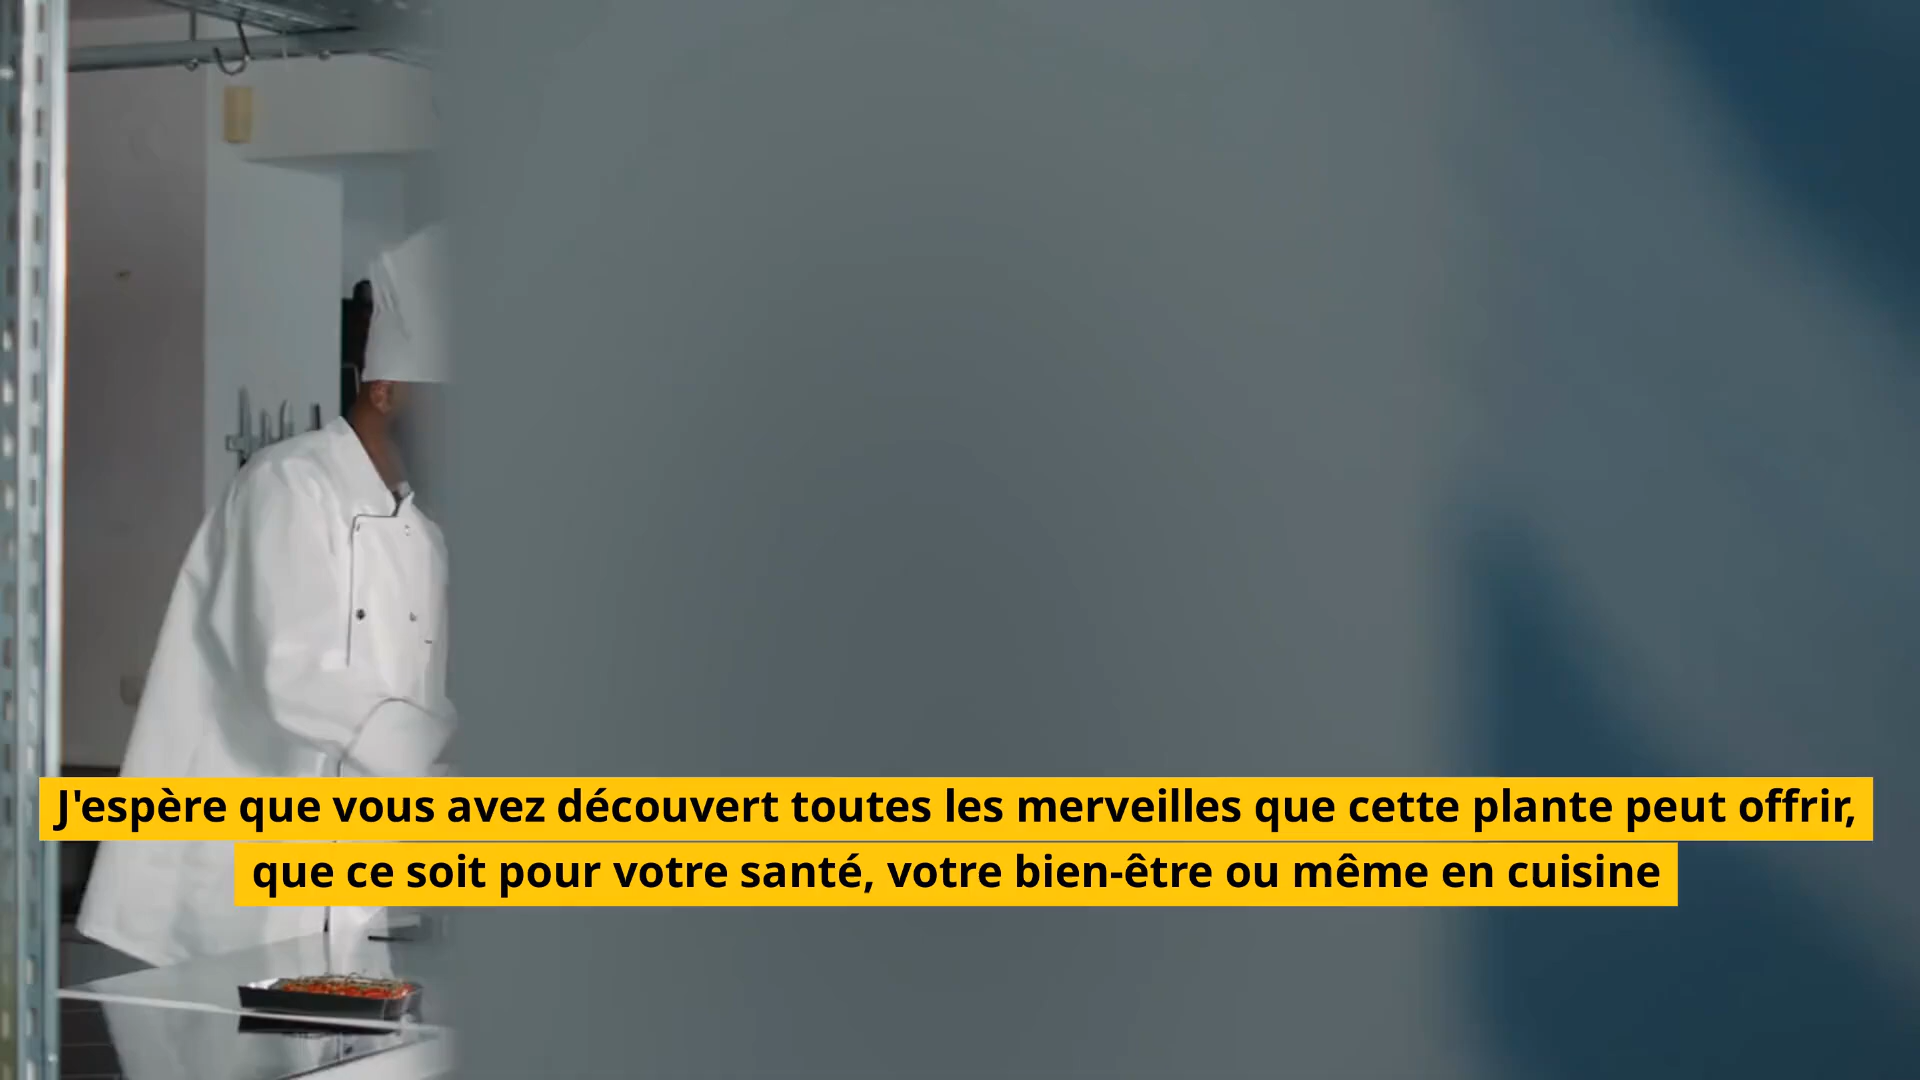 J'espère que vous avez découvert toutes les merveilles que cette plante peut offrir,
que ce soit pour votre santé, votre bien-être ou même en cuisine